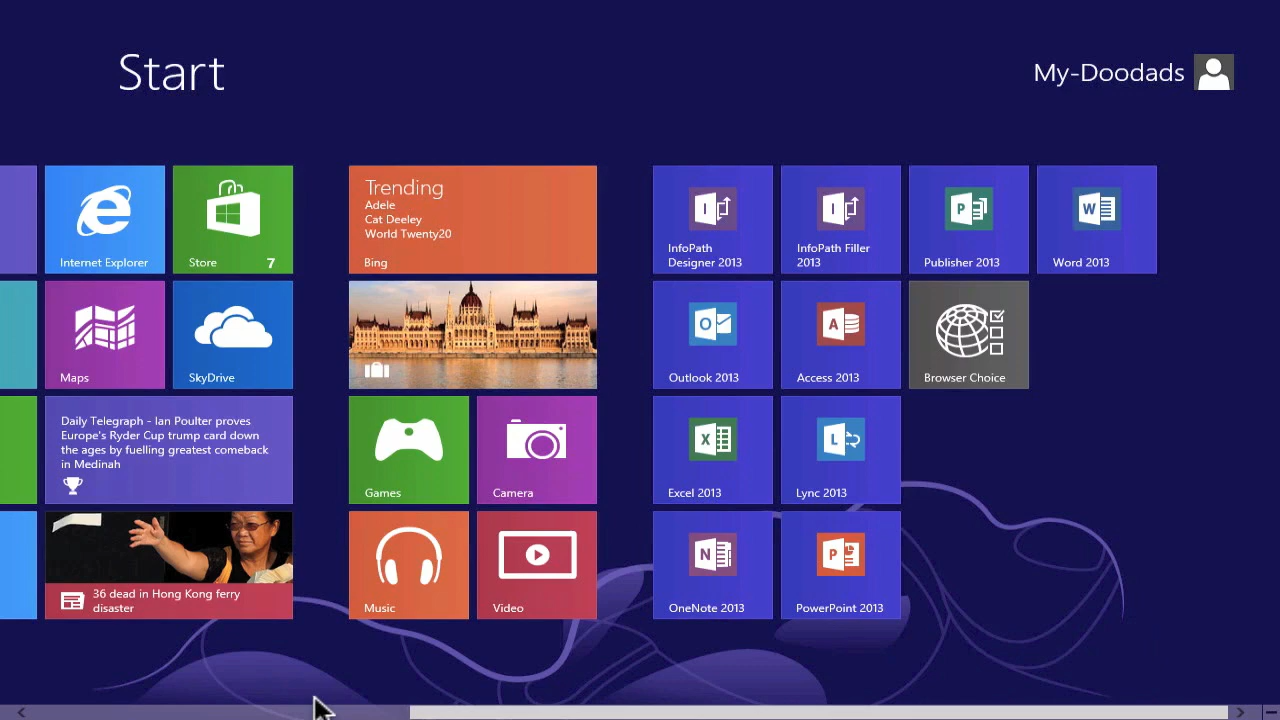 Start
My-Doodads
Internet Explorer
Store
7
Maps
SkyDrive
Daily Telegraph - Ian Poulter proves
Europe's Ryder Cup trump card down
the ages by fuelling greatest comeback
in Medinah
36 dead in Hong Kong ferry
disaster
Trending
Adele
Cat Deeley
World Twenty20
Bing
Games
Camera
Music
Video
I
InfoPath
Designer 2013
I
InfoPath Filler
2013
P
Publisher 2013
W
Word 2013
O
Outlook 2013
A
Access 2013
Browser Choice
X
Excel 2013
L
Lync 2013
N
OneNote 2013
P
PowerPoint 2013